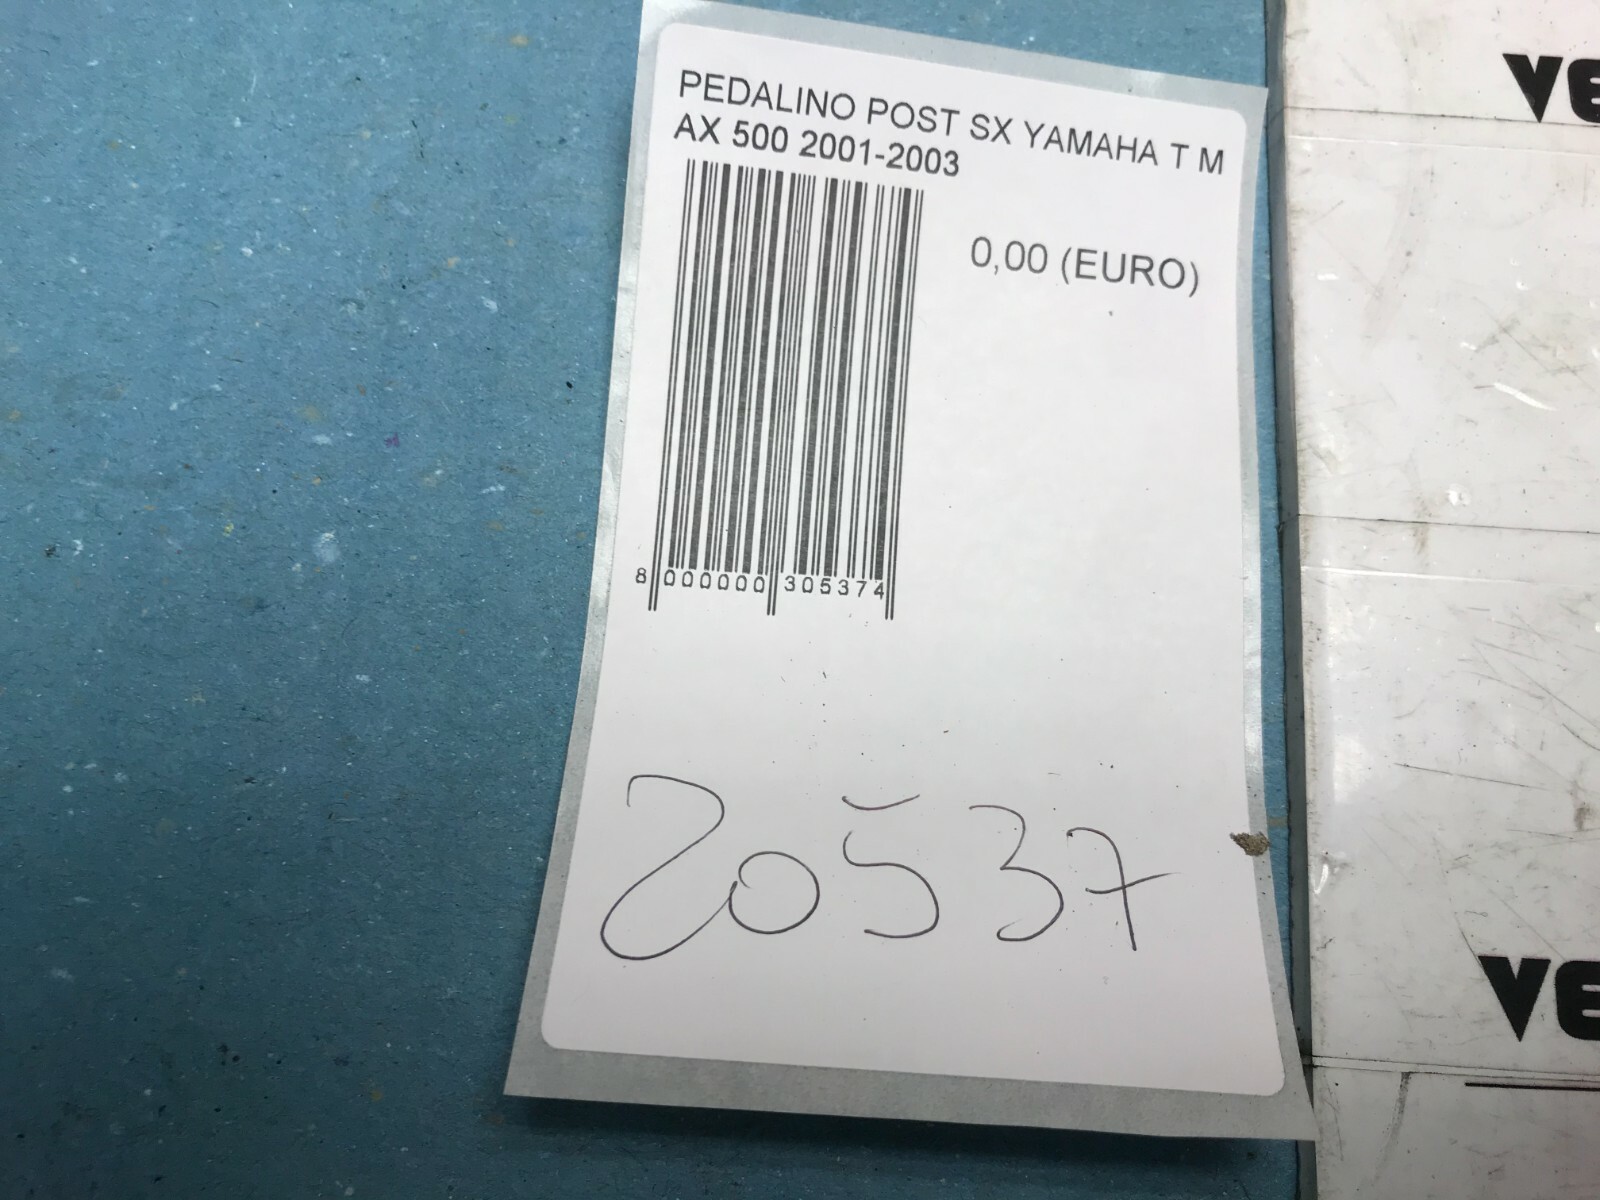 PEDALINO POST SX YAMAHA T M
AX 500 2001-2003
0,00 (EURO)
8 000000 305374
20537
VE
VE